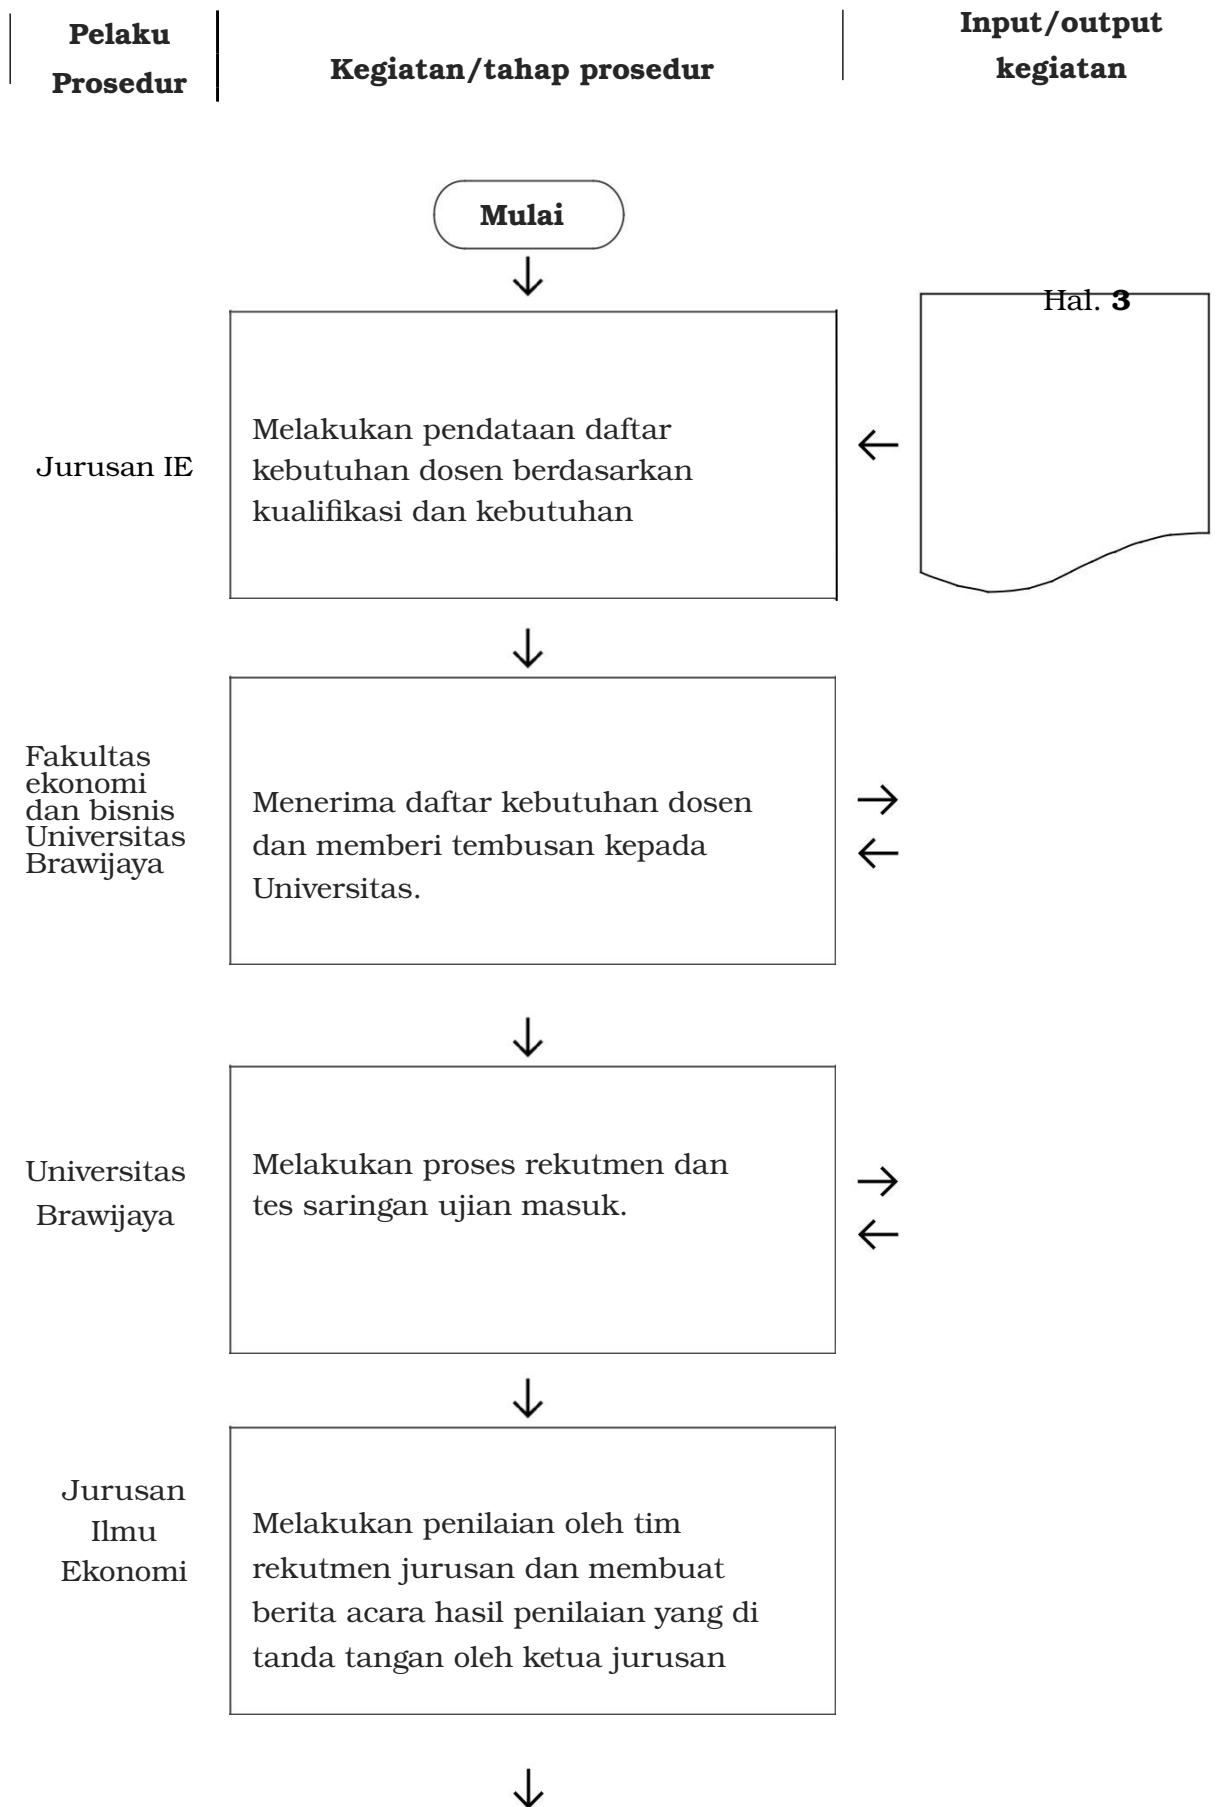 Pelaku
Prosedur
Kegiatan/tahap prosedur
Input/output
kegiatan
Mulai
Hal. 3
Jurusan IE
Melakukan pendataan daftar
kebutuhan dosen berdasarkan
kualifikasi dan kebutuhan
Fakultas
ekonomi
dan bisnis
Universitas
Brawijaya
Menerima daftar kebutuhan dosen
dan memberi tembusan kepada
Universitas.
Universitas
Brawijaya
Melakukan proses rekutmen dan
tes saringan ujian masuk.
Jurusan
Ilmu
Ekonomi
Melakukan penilaian oleh tim
rekutmen jurusan dan membuat
berita acara hasil penilaian yang di
tanda tangan oleh ketua jurusan